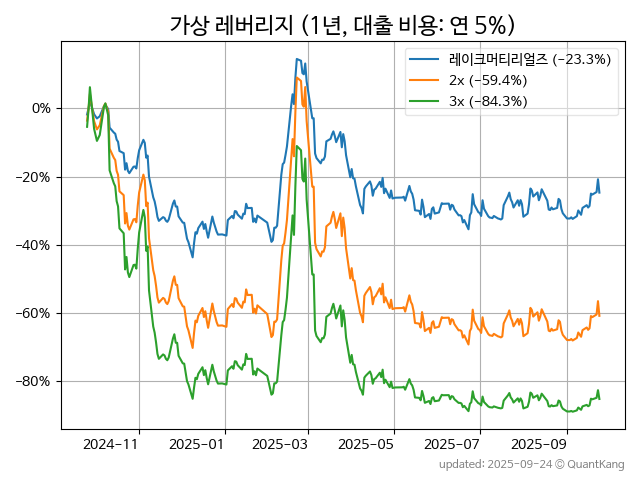 가상 레버리지 (1년, 대출 비용: 연 5%)
레이크머티리얼즈 (−23.3%)
2x (−59.4%)
3x (−84.3%)
0%
−20%
−40%
−60%
−80%
2024-11 2025-01 2025-03 2025-05 2025-07 2025-09
updated: 2025-09-24 © QuantKang